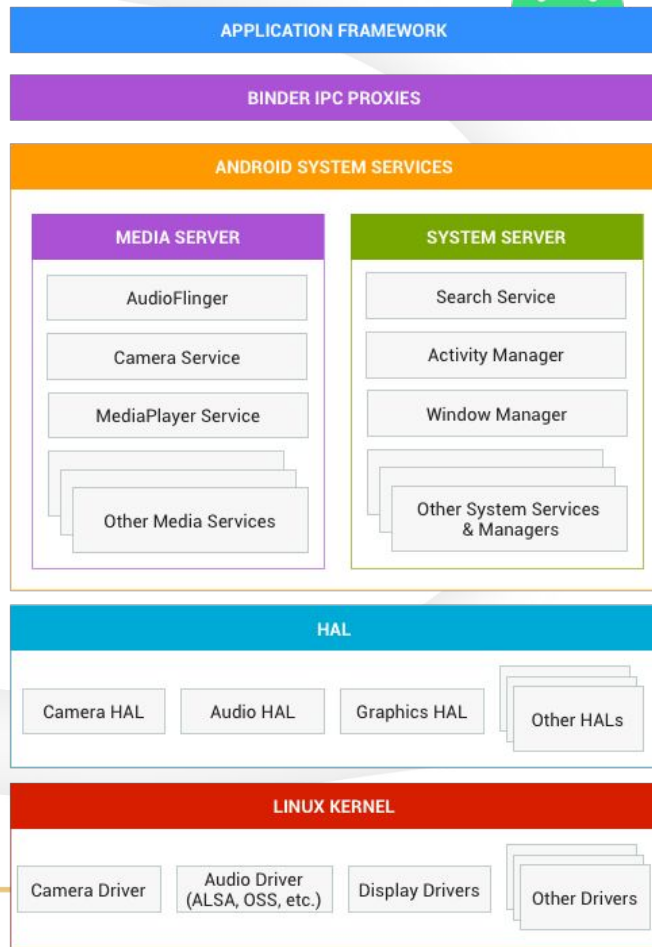 APPLICATION FRAMEWORK
BINDER IPC PROXIES
ANDROID SYSTEM SERVICES
MEDIA SERVER
AudioFlinger
Camera Service
MediaPlayer Service
Other Media Services
SYSTEM SERVER
Search Service
Activity Manager
Window Manager
Other System Services
& Managers
HAL
Camera HAL
Audio HAL
Graphics HAL
Other HALs
LINUX KERNEL
Camera Driver
Audio Driver
(ALSA, OSS, etc.)
Display Drivers
Other Drivers